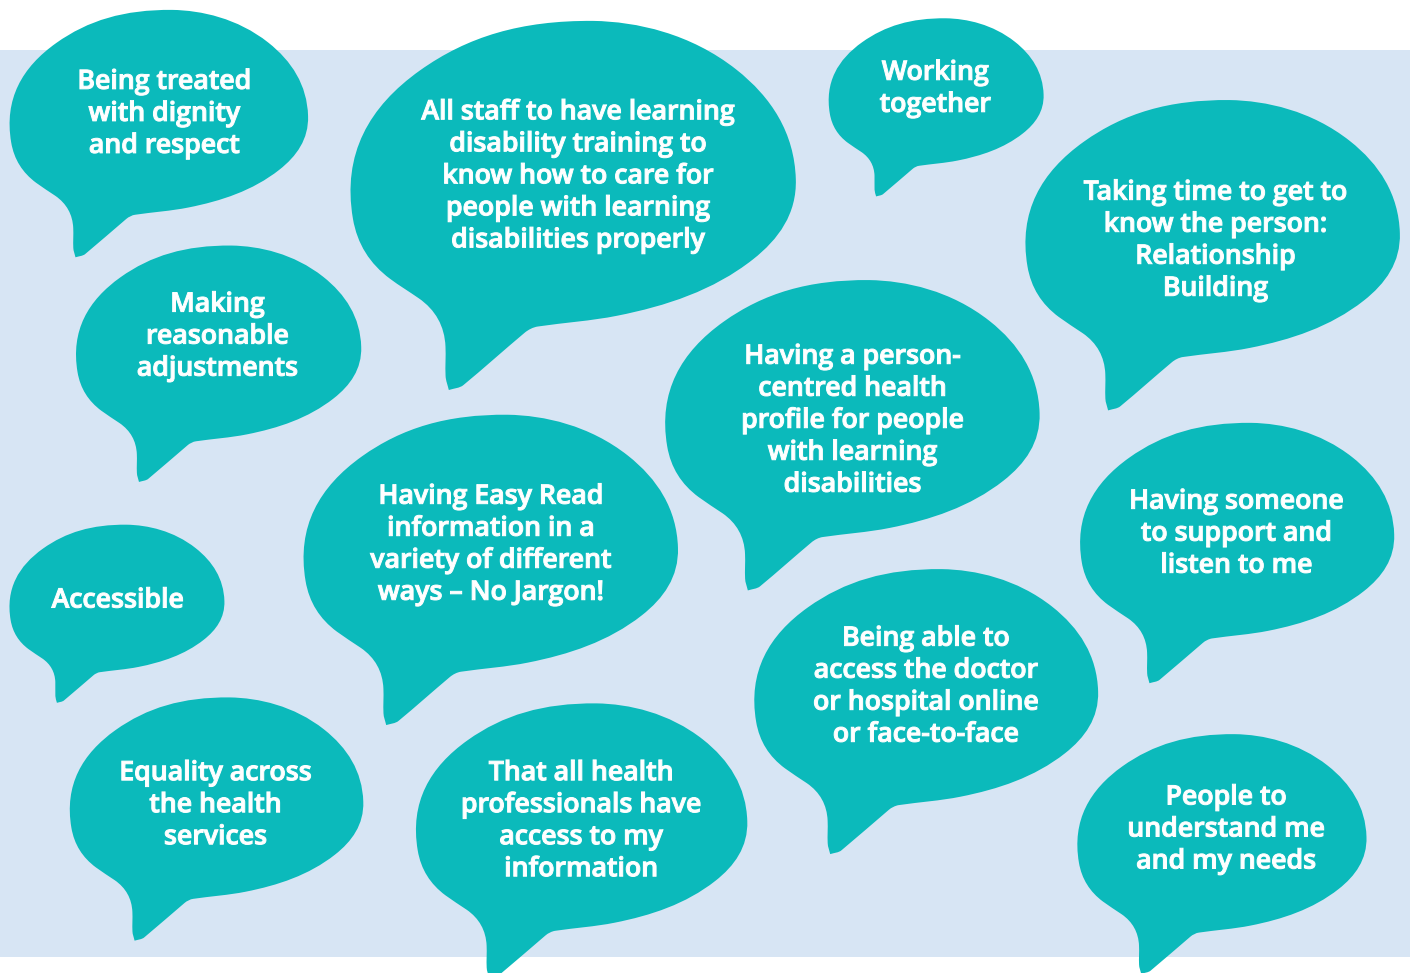 Being treated
with dignity
and respect
All staff to have learning
disability training to
know how to care for
people with learning
disabilities properly
Working
together
Taking time to get to
know the person:
Relationship
Building
Making
reasonable
adjustments
Having a person-
centred health
profile for people
with learning
disabilities
Having Easy Read
information in a
variety of different
ways – No Jargon!
Having someone
to support and
listen to me
Accessible
Being able to
access the doctor
or hospital online
or face-to-face
Equality across
the health
services
That all health
professionals have
access to my
information
People to
understand me
and my needs